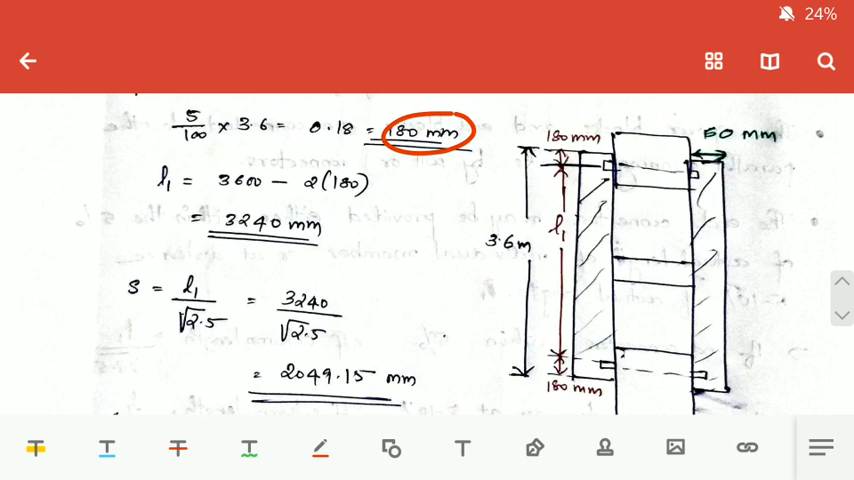 24%
5/100 x 3.6 = 0.18 = 180 mm
l₁ = 3600 - 2(180)
= 3240 mm
S = l₁/√2.5 = 3240/√2.5
= 2049.15 mm
180 mm
50 mm
l₁
3.6 m
180 mm
T T T T T